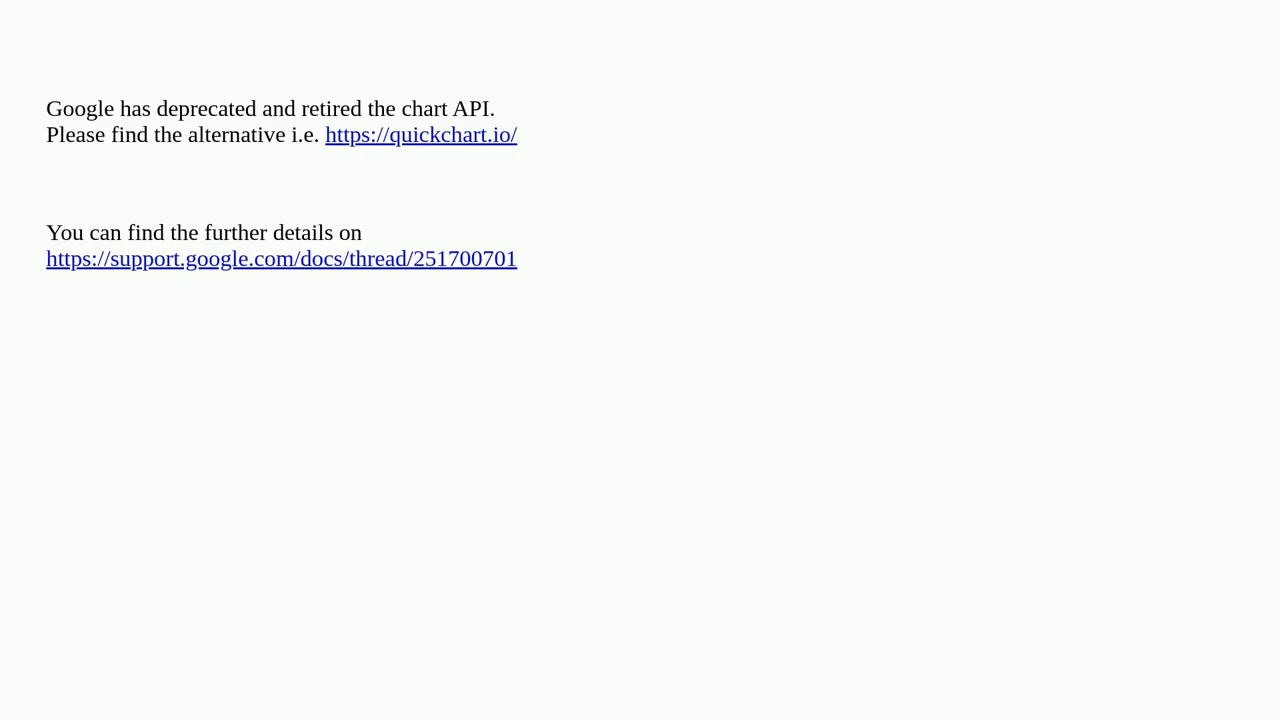 Google has deprecated and retired the chart API.
Please find the alternative i.e. https://quickchart.io/
You can find the further details on
https://support.google.com/docs/thread/251700701